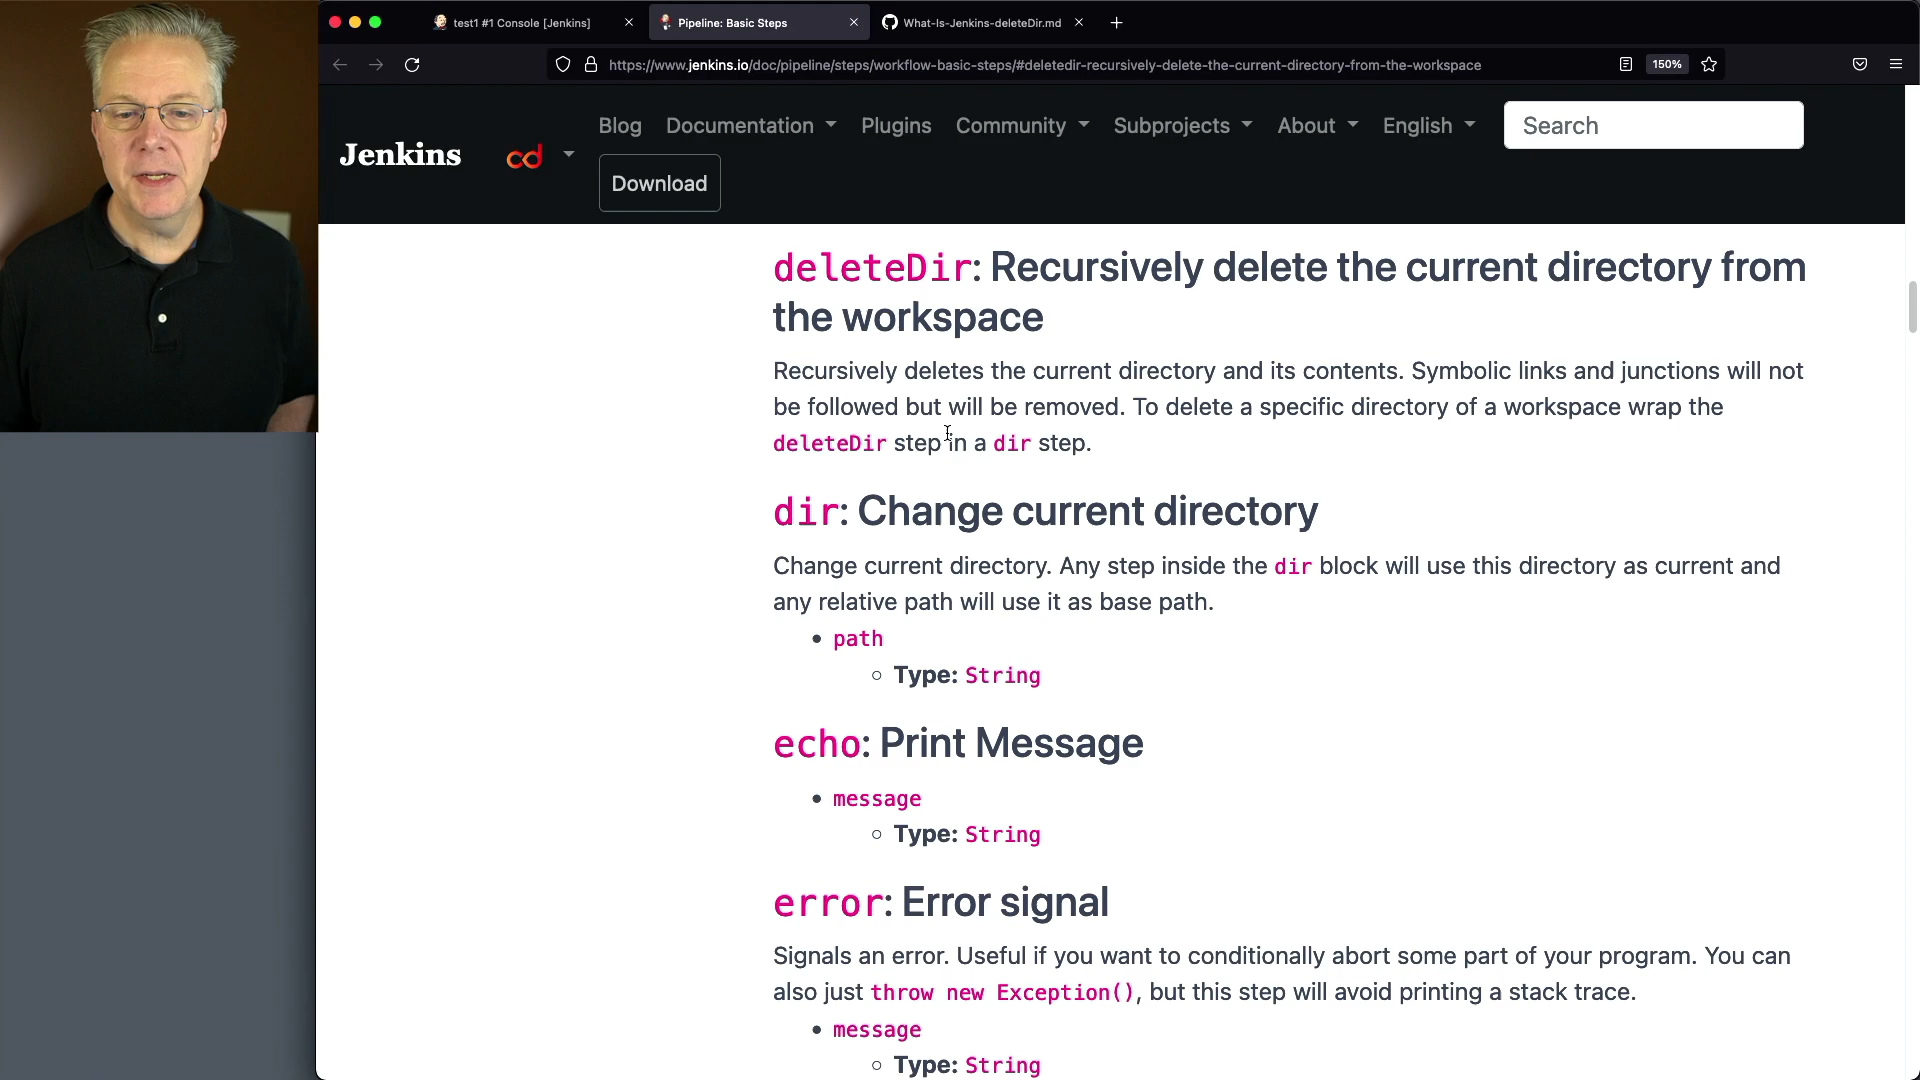 test1 #1 Console [Jenkins]
Pipeline: Basic Steps
What-Is-Jenkins-deleteDir.md
https://www.jenkins.io/doc/pipeline/steps/workflow-basic-steps/#deletedir-recursively-delete-the-current-directory-from-the-workspace
150%
Jenkins
cd
Blog Documentation Plugins Community Subprojects About English
Search
Download
deleteDir: Recursively delete the current directory from
the workspace
Recursively deletes the current directory and its contents. Symbolic links and junctions will not
be followed but will be removed. To delete a specific directory of a workspace wrap the
deleteDir step in a dir step.
dir: Change current directory
Change current directory. Any step inside the dir block will use this directory as current and
any relative path will use it as base path.
• path
○ Type: String
echo: Print Message
• message
○ Type: String
error: Error signal
Signals an error. Useful if you want to conditionally abort some part of your program. You can
also just throw new Exception(), but this step will avoid printing a stack trace.
• message
○ Type: String